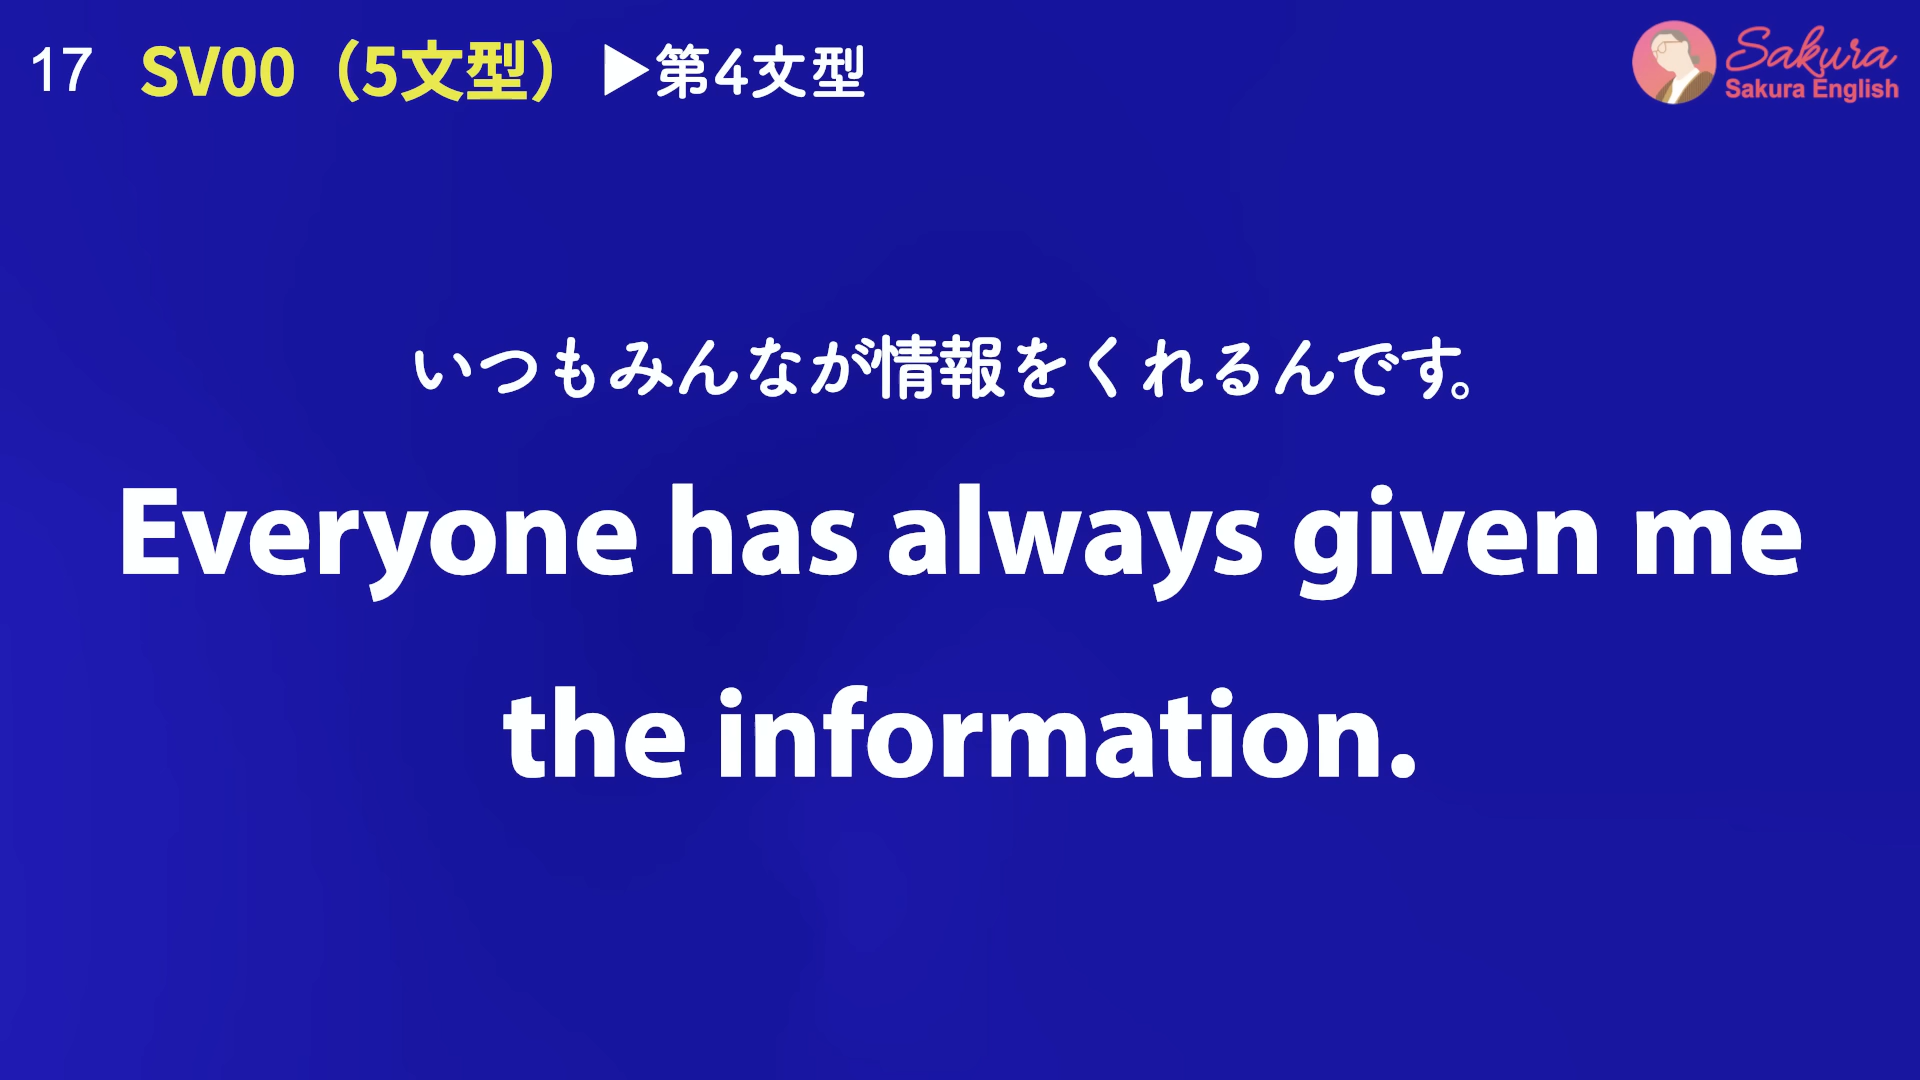 17 SVOO（5文型） ▶第4文型
Sakura
Sakura English
いつもみんなが情報をくれるんです。
Everyone has always given me
the information.